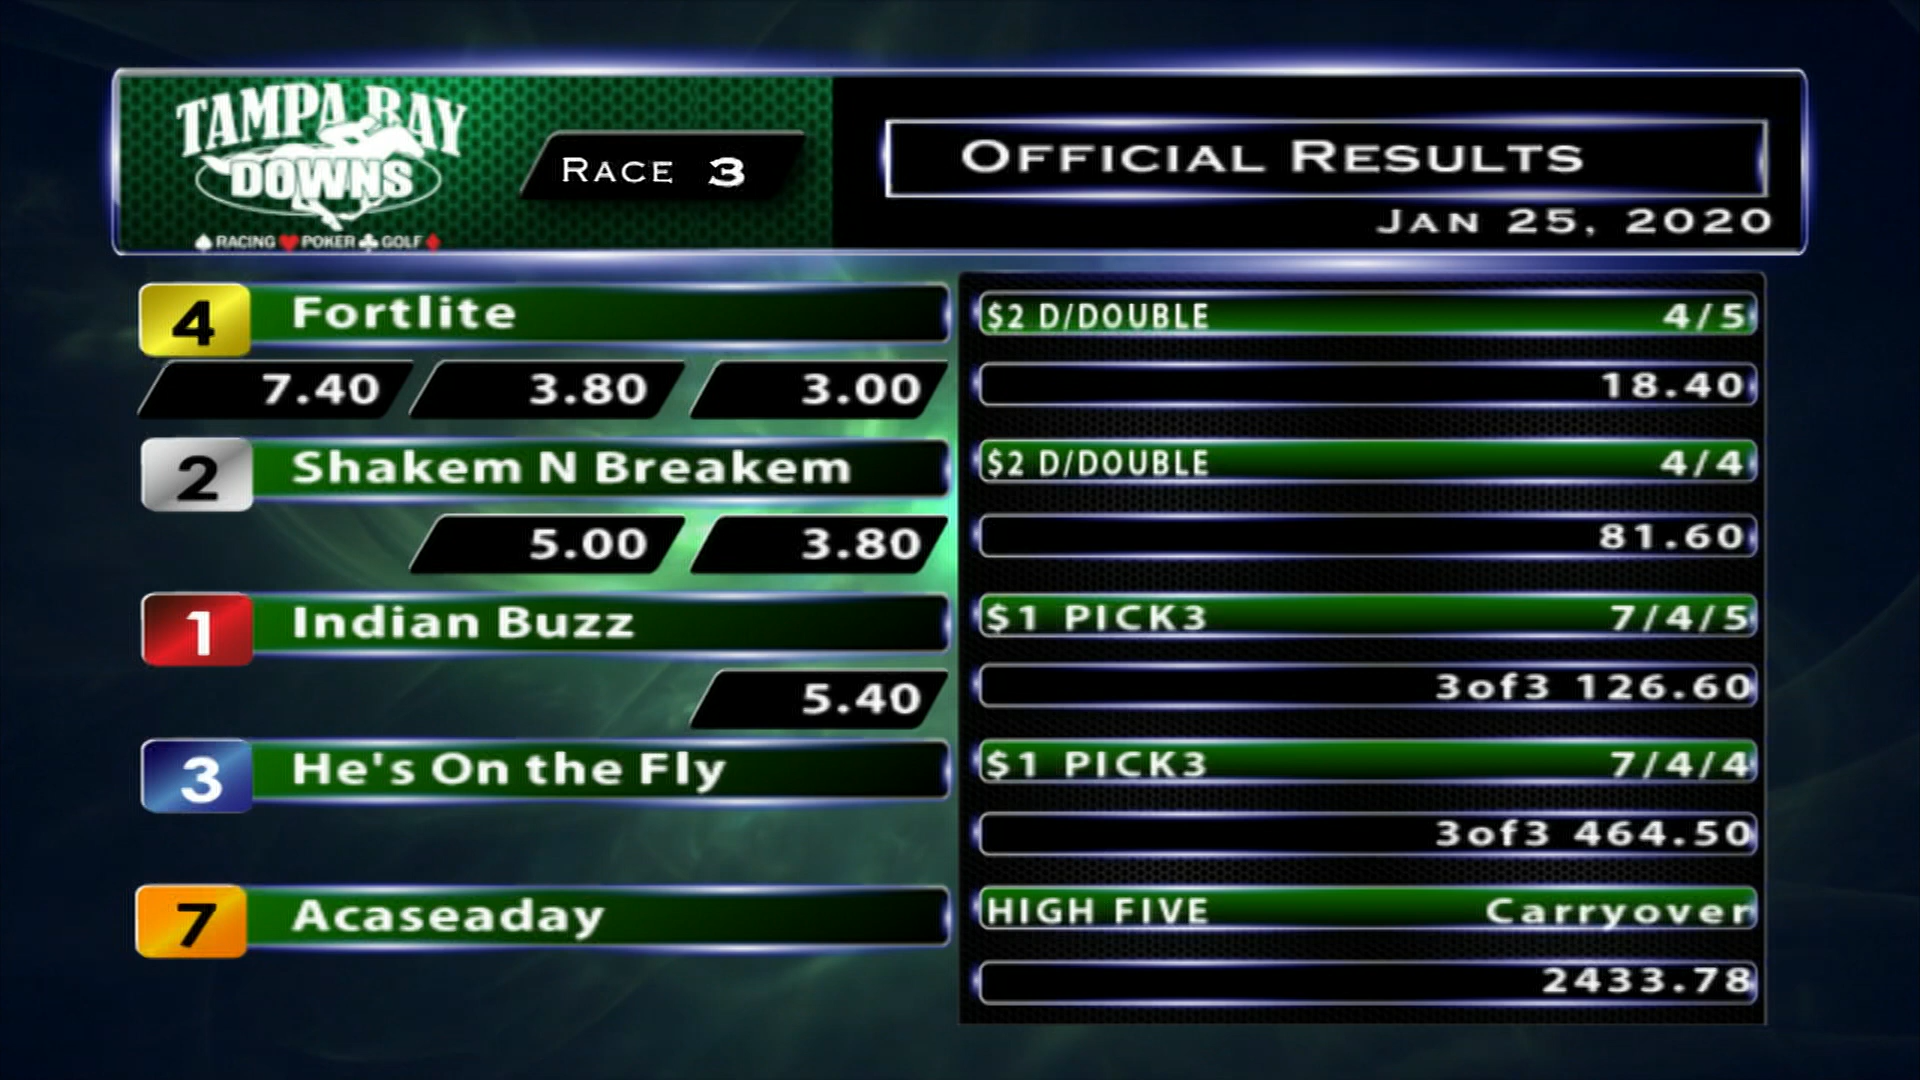 TAMPA BAY
DOWNS
RACING POKER GOLF
RACE 3
OFFICIAL RESULTS
JAN 25, 2020
4 Fortlite
7.40 3.80 3.00
2 Shakem N Breakem
5.00 3.80
1 Indian Buzz
5.40
3 He's On the Fly
7 Acaseaday
$2 D/DOUBLE 4/5
18.40
$2 D/DOUBLE 4/4
81.60
$1 PICK3 7/4/5
3of3 126.60
$1 PICK3 7/4/4
3of3 464.50
HIGH FIVE Carryover
2433.78